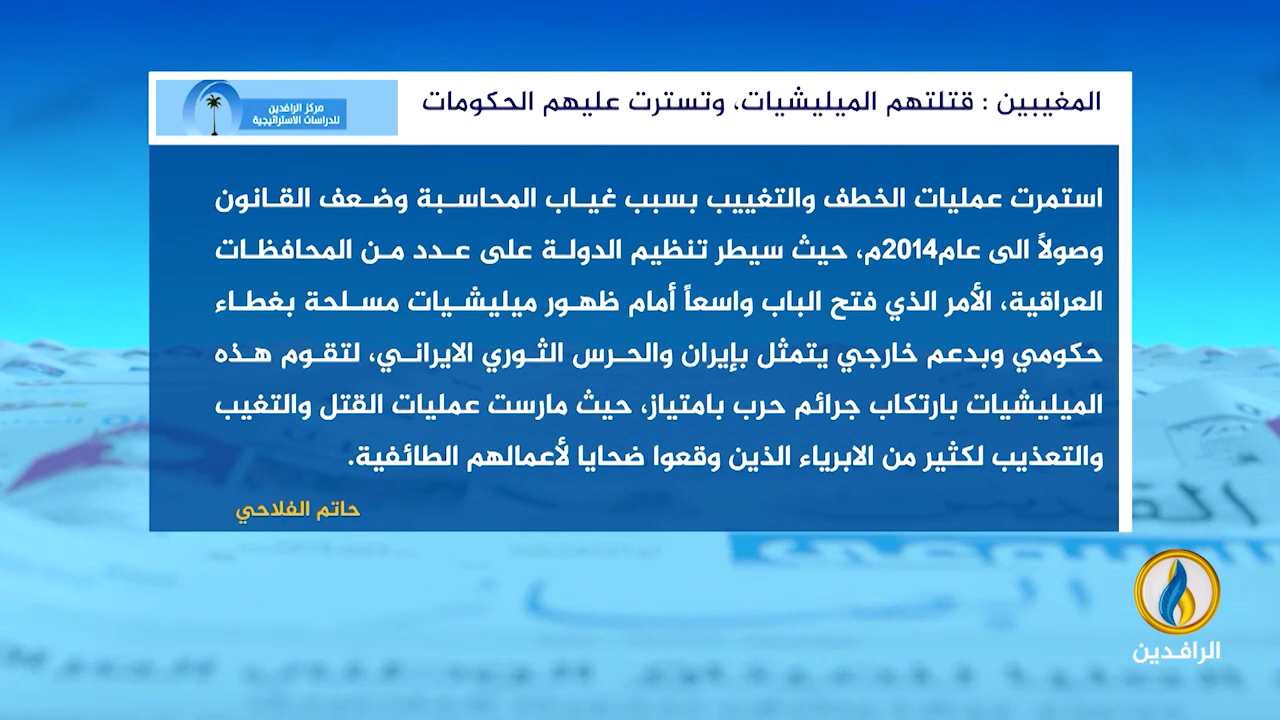 المغيبين : قتلتهم الميليشيات، وتسترت عليهم الحكومات
مركز الرافدين
للدراسات الاستراتيجية
استمرت عمليات الخطف والتغييب بسبب غياب المحاسبة وضعف القانون
وصولاً الى عام2014م، حيث سيطر تنظيم الدولة على عدد من المحافظات
العراقية، الأمر الذي فتح الباب واسعاً أمام ظهور ميليشيات مسلحة بغطاء
حكومي وبدعم خارجي يتمثل بإيران والحرس الثوري الايراني، لتقوم هذه
الميليشيات بارتكاب جرائم حرب بامتياز، حيث مارست عمليات القتل والتغيب
والتعذيب لكثير من الابرياء الذين وقعوا ضحايا لأعمالهم الطائفية.
حاتم الفلاحي
الرافدين